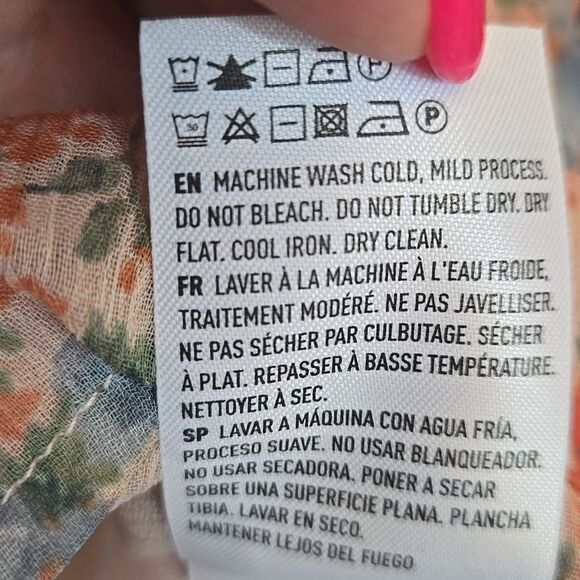 P
30 P
EN MACHINE WASH COLD, MILD PROCESS.
DO NOT BLEACH. DO NOT TUMBLE DRY. DRY
FLAT. COOL IRON. DRY CLEAN.
FR LAVER À LA MACHINE À L'EAU FROIDE,
TRAITEMENT MODÉRÉ. NE PAS JAVELLISER.
NE PAS SÉCHER PAR CULBUTAGE. SÉCHER
À PLAT. REPASSER À BASSE TEMPÉRATURE.
NETTOYER À SEC.
SP LAVAR A MÁQUINA CON AGUA FRÍA,
PROCESO SUAVE. NO USAR BLANQUEADOR.
NO USAR SECADORA. PONER A SECAR
SOBRE UNA SUPERFICIE PLANA. PLANCHA
TIBIA. LAVAR EN SECO.
MANTENER LEJOS DEL FUEGO